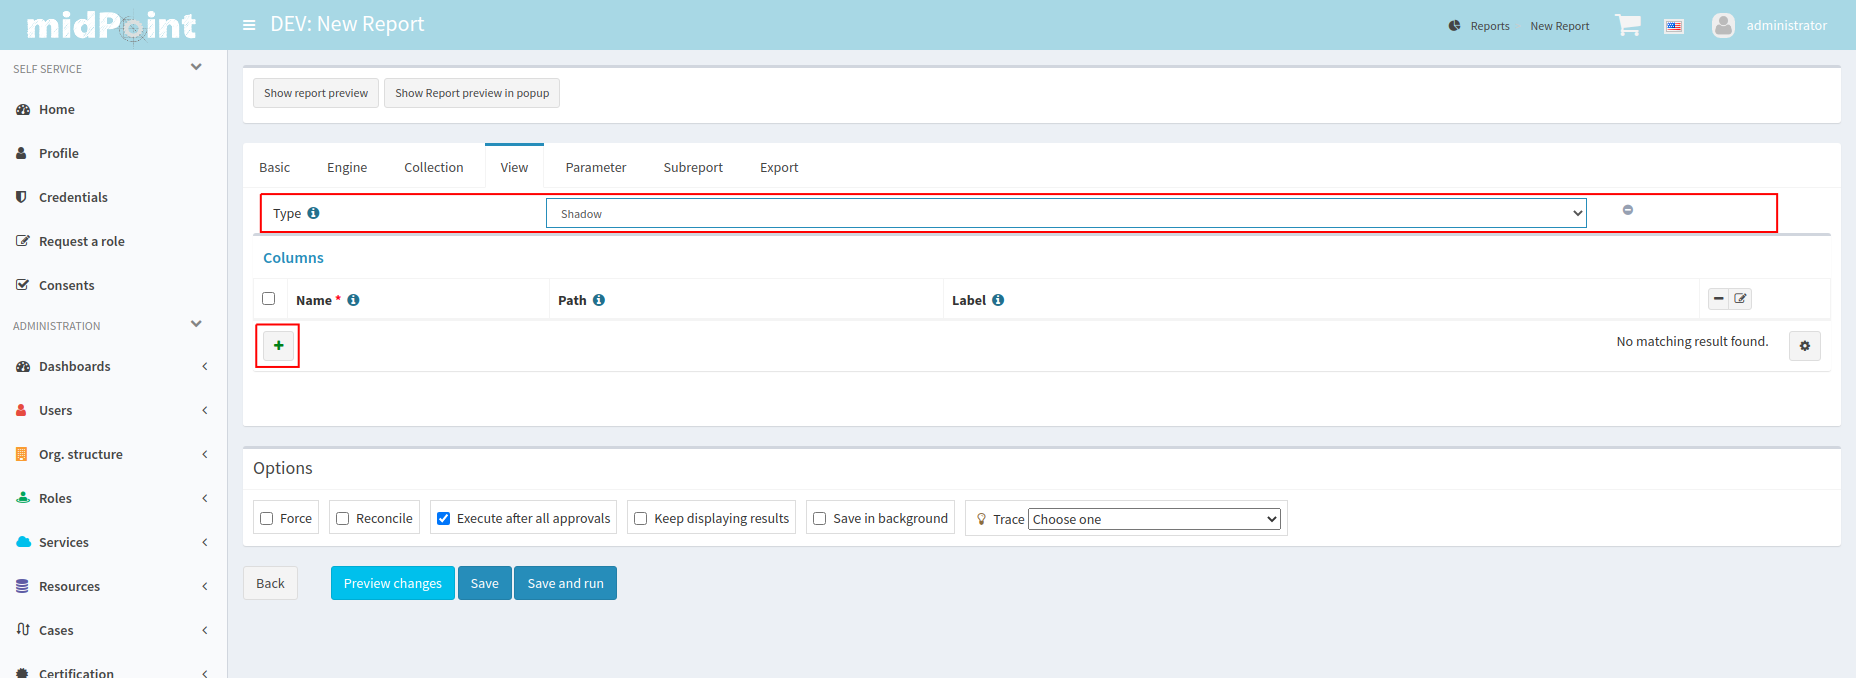 midPoint
DEV: New Report
Reports
New Report
administrator
SELF SERVICE
Home
Profile
Credentials
Request a role
Consents
ADMINISTRATION
Dashboards
Users
Org. structure
Roles
Services
Resources
Cases
Certification
Show report preview
Show Report preview in popup
Basic
Engine
Collection
View
Parameter
Subreport
Export
Type
Shadow
Columns
Name *
Path
Label
No matching result found.
Options
Force
Reconcile
Execute after all approvals
Keep displaying results
Save in background
Trace
Choose one
Back
Preview changes
Save
Save and run